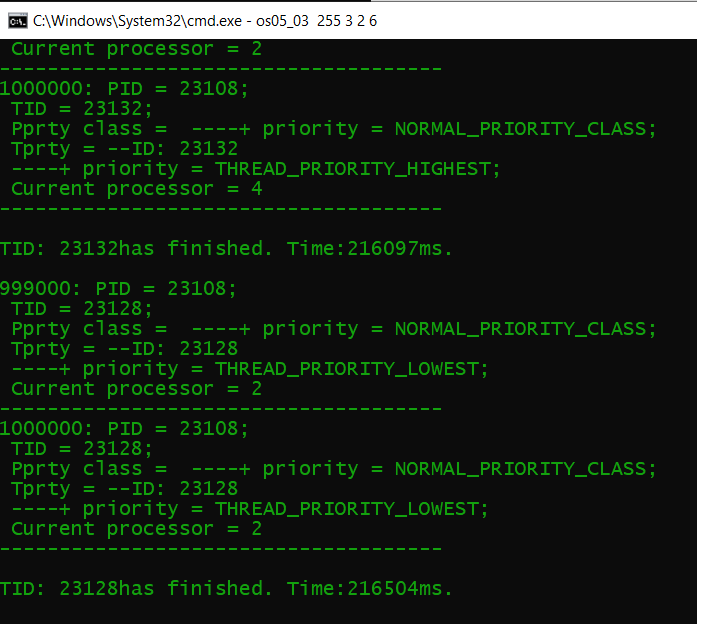 C:\Windows\System32\cmd.exe - os05_03  255 3 2 6
 Current processor = 2
-------------------------------------
1000000: PID = 23108;
 TID = 23132;
 Pprty class =  ----+ priority = NORMAL_PRIORITY_CLASS;
 Tprty = --ID: 23132
 ----+ priority = THREAD_PRIORITY_HIGHEST;
 Current processor = 4
-------------------------------------
TID: 23132has finished. Time:216097ms.
999000: PID = 23108;
 TID = 23128;
 Pprty class =  ----+ priority = NORMAL_PRIORITY_CLASS;
 Tprty = --ID: 23128
 ----+ priority = THREAD_PRIORITY_LOWEST;
 Current processor = 2
-------------------------------------
1000000: PID = 23108;
 TID = 23128;
 Pprty class =  ----+ priority = NORMAL_PRIORITY_CLASS;
 Tprty = --ID: 23128
 ----+ priority = THREAD_PRIORITY_LOWEST;
 Current processor = 2
-------------------------------------
TID: 23128has finished. Time:216504ms.